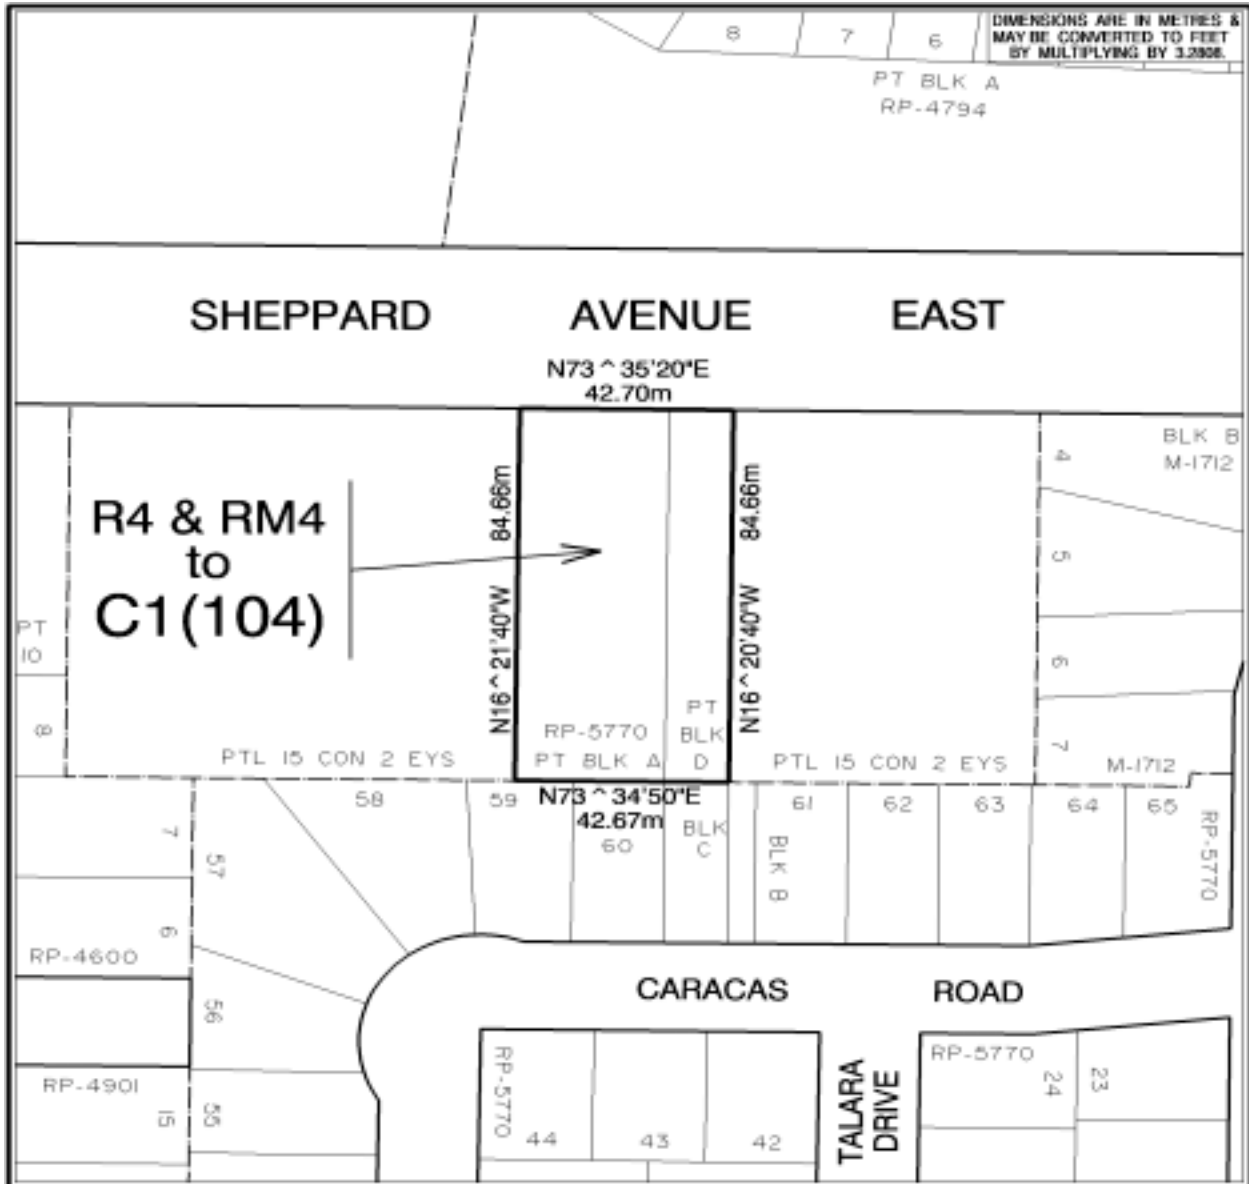 DIMENSIONS ARE IN METRES &
MAY BE CONVERTED TO FEET
BY MULTIPLYING BY 3.2808.
8
7
6
PT BLK A
RP-4794
SHEPPARD AVENUE EAST
N73^35'20"E
42.70m
R4 & RM4
to
C1(104)
N16^21'40"W 84.66m
N16^20'40"W 84.66m
BLK B
M-1712
4
5
6
7
M-1712
PT
10
8
PTL 15 CON 2 EYS
RP-5770
PT BLK A
PT
BLK
D
PTL 15 CON 2 EYS
N73^34'50"E
42.67m
58
59
60
BLK
C
BLK B
61
62
63
64
65
RP-5770
7
57
6
RP-4600
56
RP-4901
15
55
CARACAS ROAD
RP-5770
44
43
42
TALARA
DRIVE
RP-5770
24
23